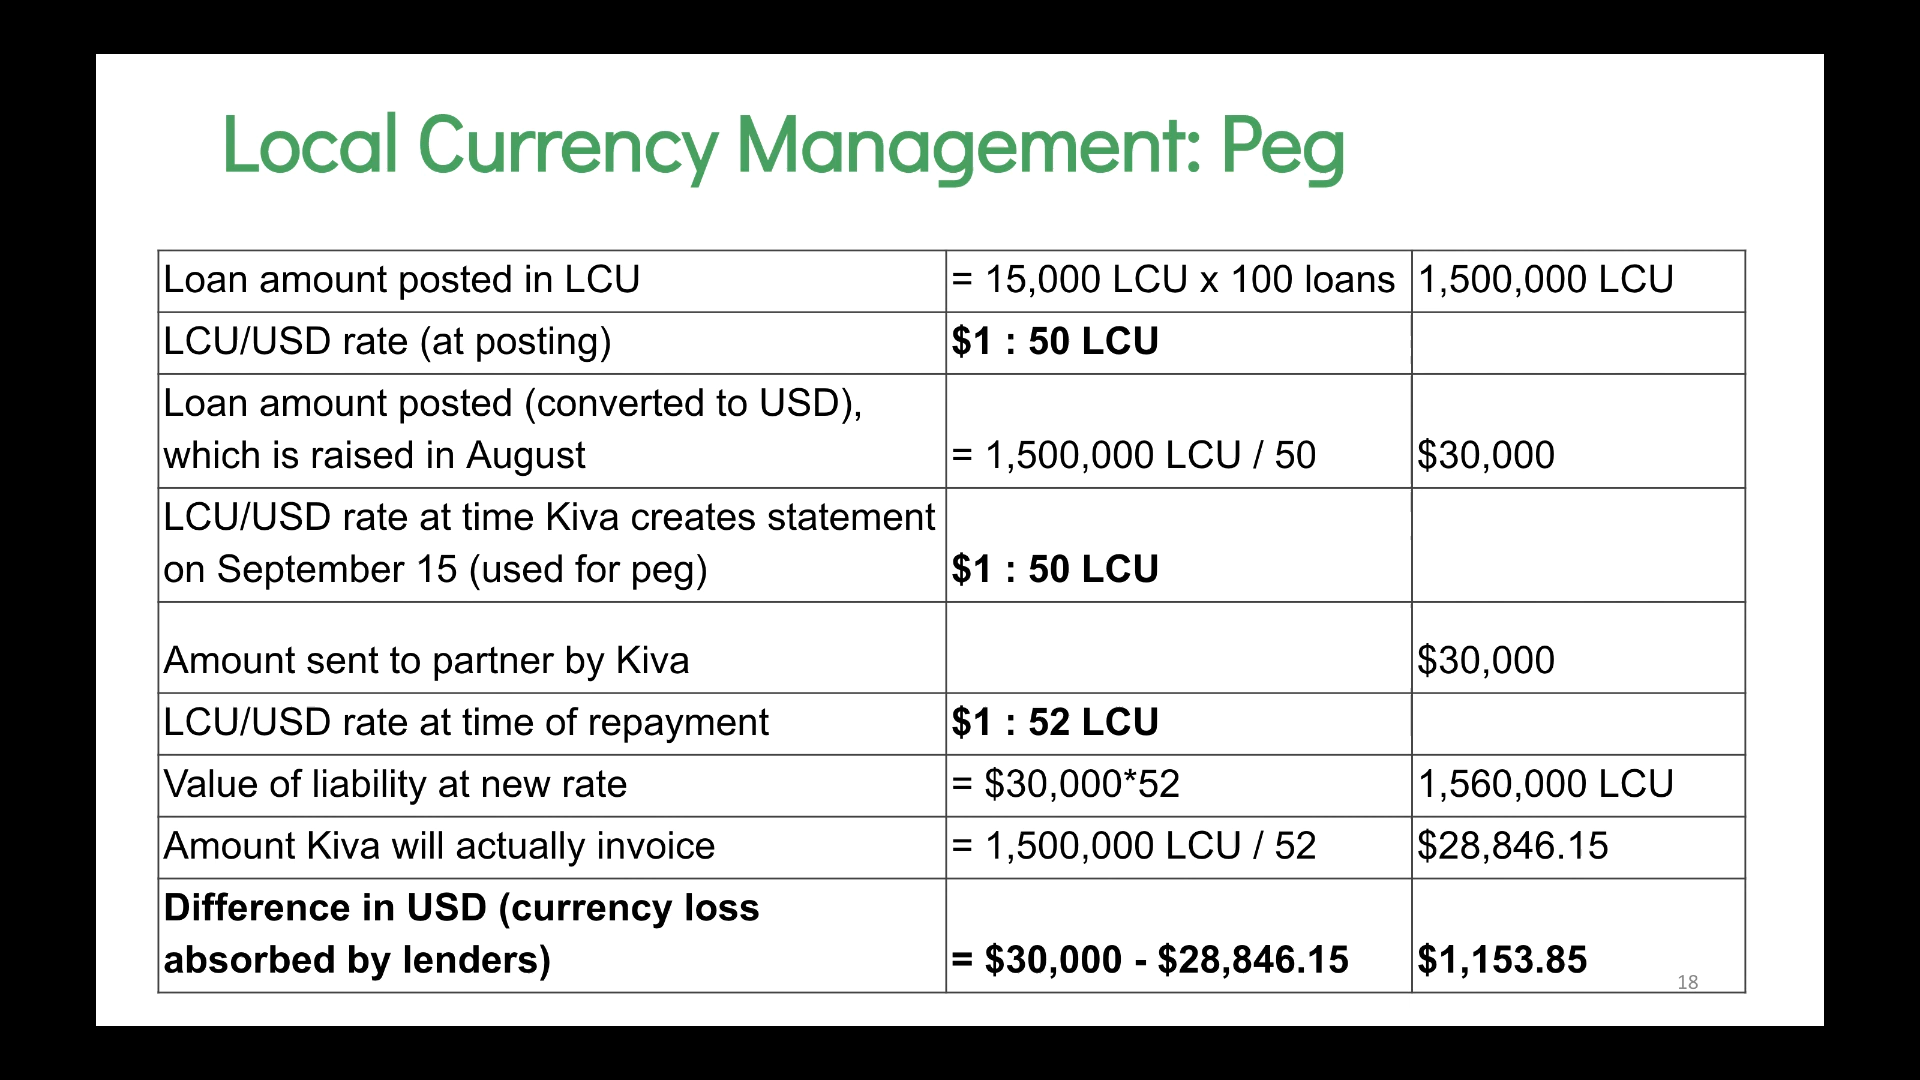 Local Currency Management: Peg
Loan amount posted in LCU
= 15,000 LCU x 100 loans
1,500,000 LCU
LCU/USD rate (at posting)
$1 : 50 LCU
Loan amount posted (converted to USD),
which is raised in August
= 1,500,000 LCU / 50
$30,000
LCU/USD rate at time Kiva creates statement
on September 15 (used for peg)
$1 : 50 LCU
Amount sent to partner by Kiva
$30,000
LCU/USD rate at time of repayment
$1 : 52 LCU
Value of liability at new rate
= $30,000*52
1,560,000 LCU
Amount Kiva will actually invoice
= 1,500,000 LCU / 52
$28,846.15
Difference in USD (currency loss
absorbed by lenders)
= $30,000 - $28,846.15
$1,153.85
18